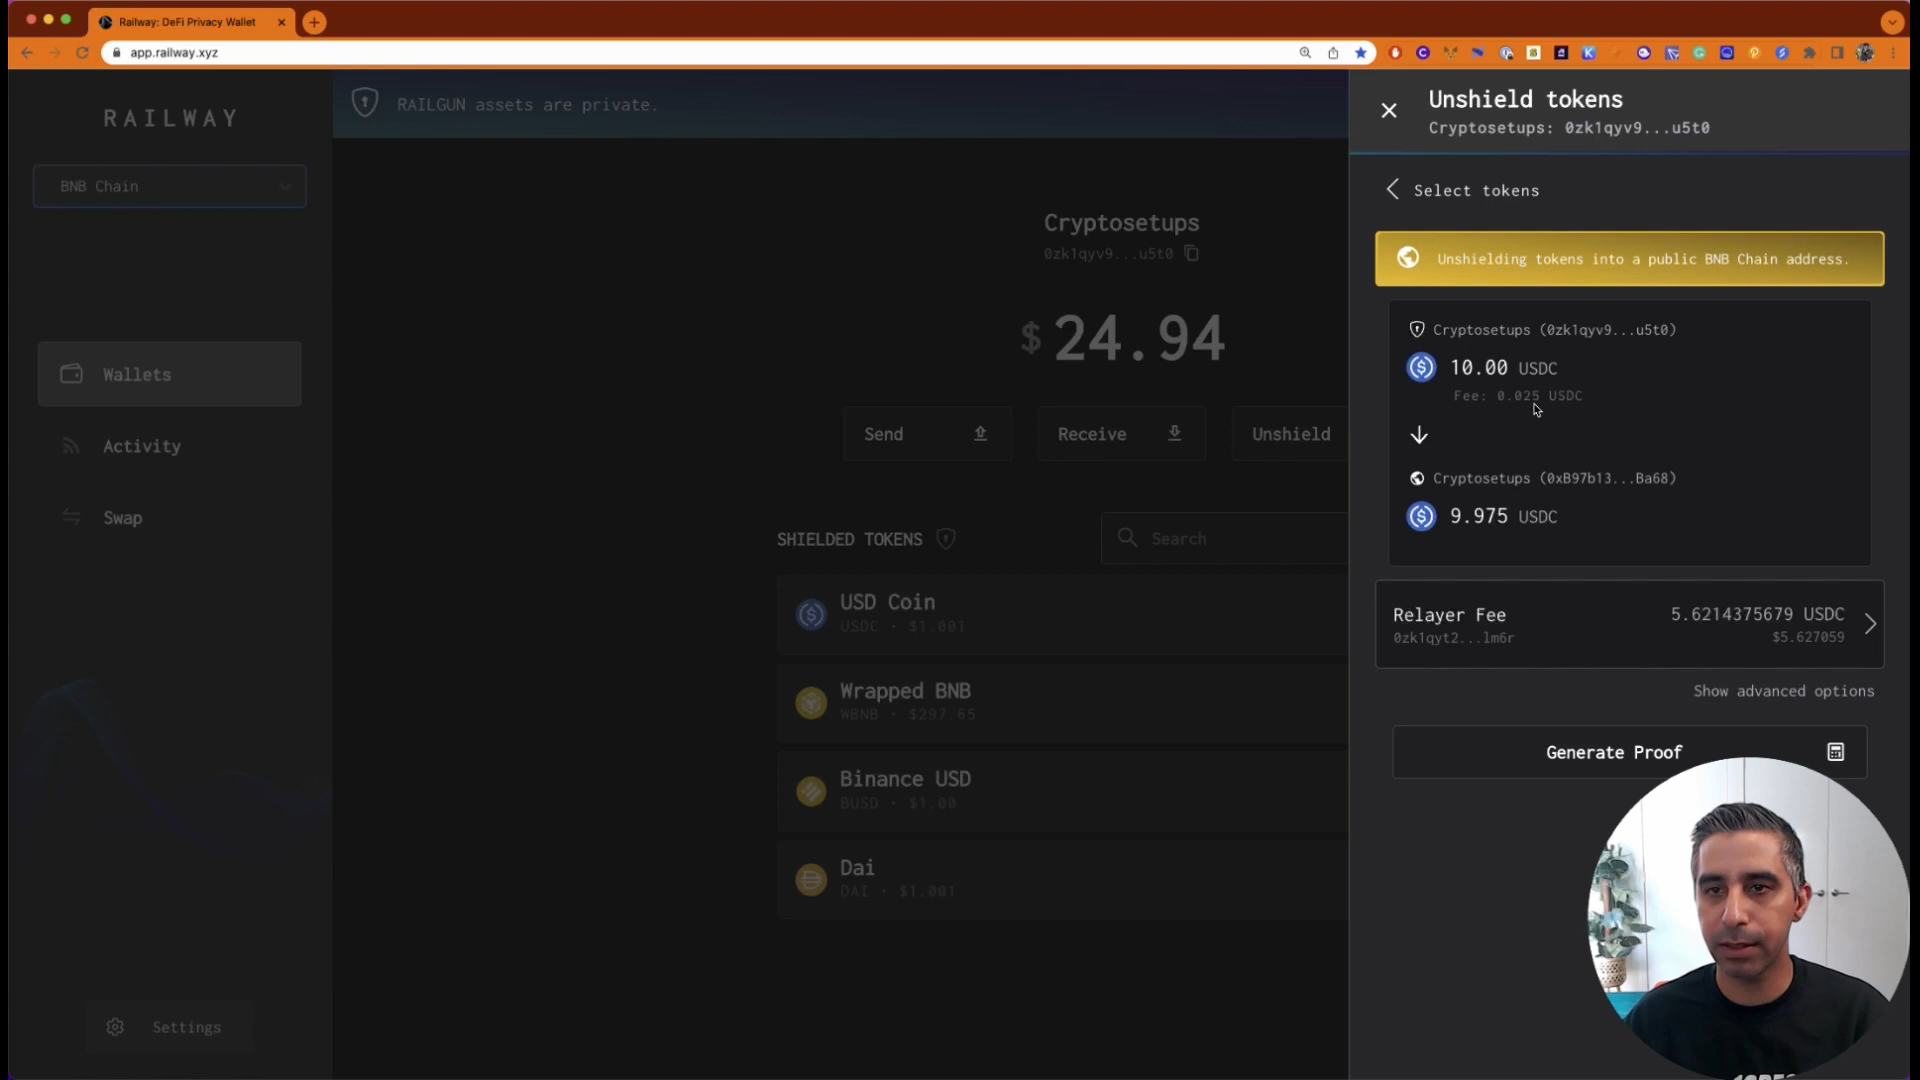 Railway: DeFi Privacy Wallet
app.railway.xyz
RAILWAY
BNB Chain
Wallets
Activity
Swap
Settings
RAILGUN assets are private.
Cryptosetups
0zk1qyv9...u5t0
$ 24.94
Send
Receive
Unshield
SHIELDED TOKENS
Search
USD Coin
USDC • $1.001
Wrapped BNB
WBNB • $297.65
Binance USD
BUSD • $1.00
Dai
DAI • $1.001
Unshield tokens
Cryptosetups: 0zk1qyv9...u5t0
Select tokens
Unshielding tokens into a public BNB Chain address.
Cryptosetups (0zk1qyv9...u5t0)
10.00 USDC
Fee: 0.025 USDC
Cryptosetups (0xB97b13...Ba68)
9.975 USDC
Relayer Fee
5.6214375679 USDC
0zk1qyt2...lm6r
$5.627059
Show advanced options
Generate Proof